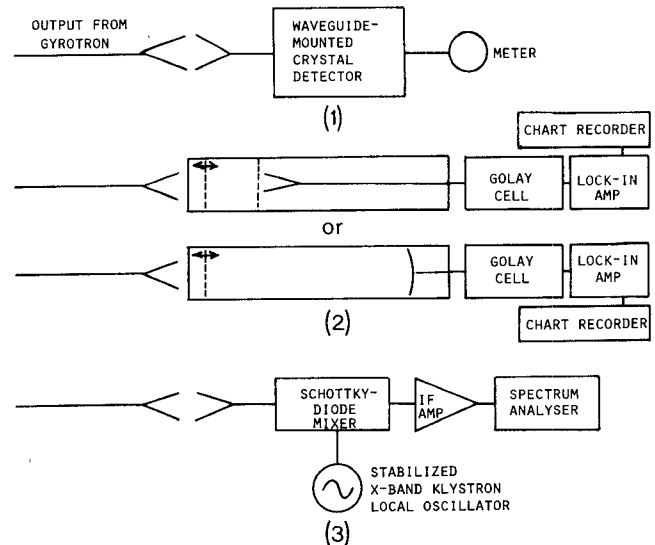 OUTPUT FROM
GYROTRON
WAVEGUIDE-
MOUNTED
CRYSTAL
DETECTOR
METER
(1)
CHART RECORDER
GOLAY
CELL
LOCK-IN
AMP
or
GOLAY
CELL
LOCK-IN
AMP
(2)
CHART RECORDER
SCHOTTKY-
DIODE
MIXER
IF
AMP
SPECTRUM
ANALYSER
STABILIZED
X-BAND KLYSTRON
LOCAL OSCILLATOR
(3)